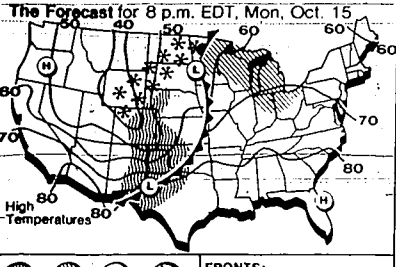 The Forecast for 8 p.m. EDT, Mon, Oct. 15
50 40 50 60 60
60
H L
80
70
70
80
80 L
High
Temperatures 80
H
FRONTS: